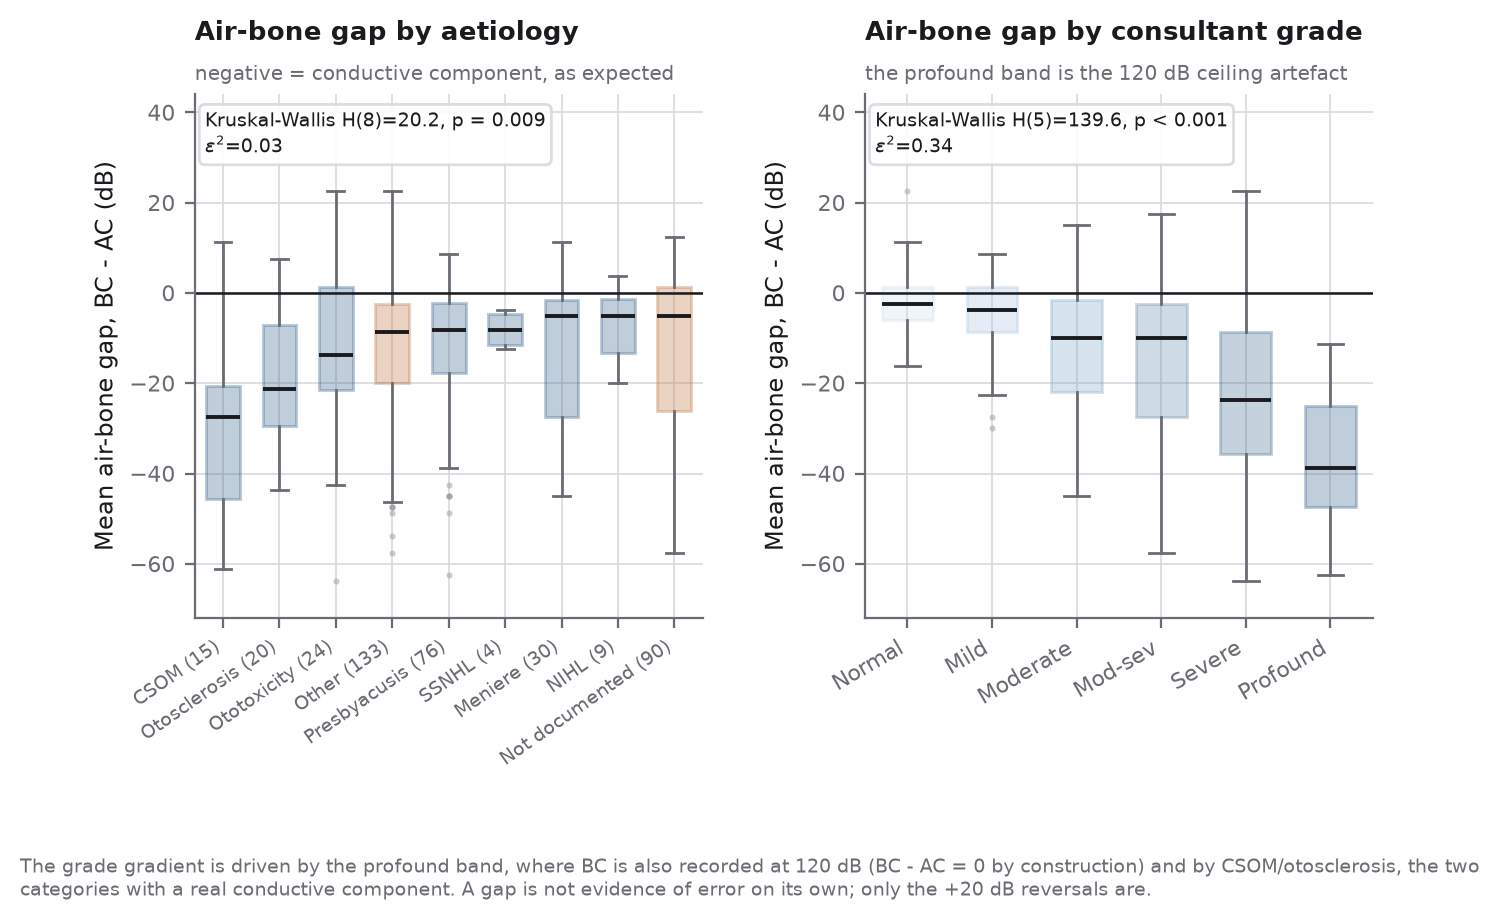 Air-bone gap by aetiology
negative = conductive component, as expected
Kruskal-Wallis H(8)=20.2, p = 0.009
ε²=0.03
Mean air-bone gap, BC - AC (dB)
40
20
0
−20
−40
−60
CSOM (15)
Otosclerosis (20)
Ototoxicity (24)
Other (133)
Presbyacusis (76)
SSNHL (4)
Meniere (30)
NIHL (9)
Not documented (90)
Air-bone gap by consultant grade
the profound band is the 120 dB ceiling artefact
Kruskal-Wallis H(5)=139.6, p < 0.001
ε²=0.34
Mean air-bone gap, BC - AC (dB)
40
20
0
−20
−40
−60
Normal
Mild
Moderate
Mod-sev
Severe
Profound
The grade gradient is driven by the profound band, where BC is also recorded at 120 dB (BC - AC = 0 by construction) and by CSOM/otosclerosis, the two
categories with a real conductive component. A gap is not evidence of error on its own; only the +20 dB reversals are.